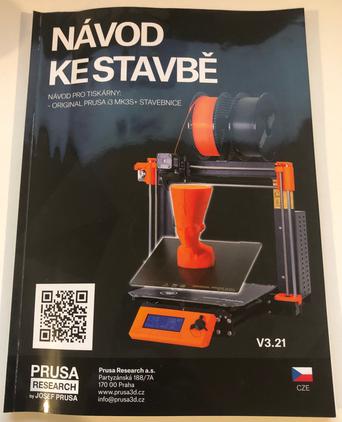 NÁVOD
KE STAVBĚ
NÁVOD PRO TISKÁRNY:
- ORIGINAL PRUSA i3 MK3S+ STAVEBNICE
V3.21
PRUSA
RESEARCH
by JOSEF PRUSA
Prusa Research a.s.
Partyzánská 188/7A
170 00 Praha
www.prusa3d.cz
info@prusa3d.cz
CZE